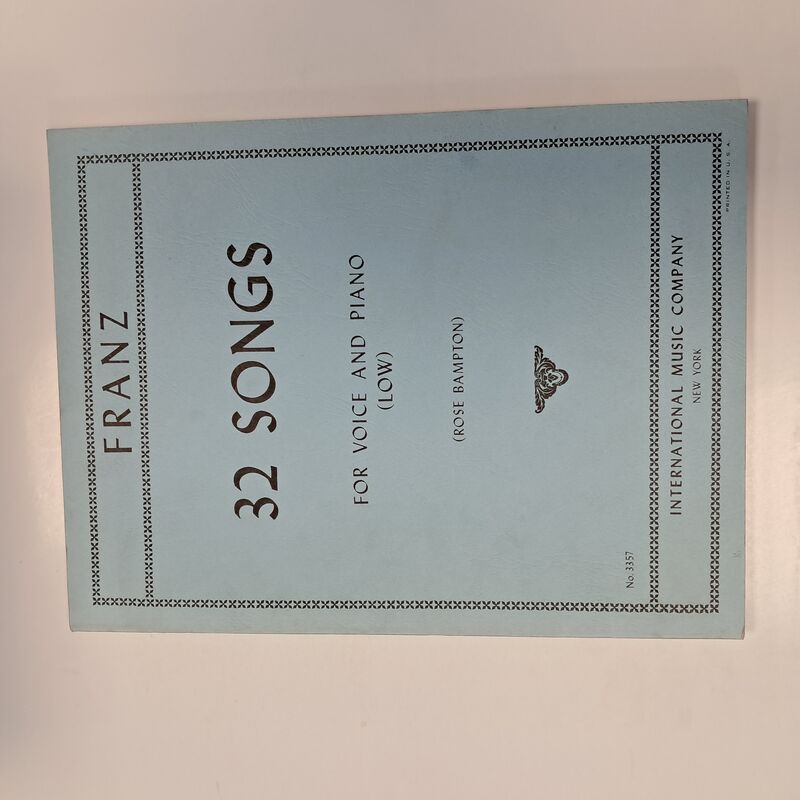 FRANZ
32 SONGS
FOR VOICE AND PIANO
(LOW)
(ROSE BAMPTON)
No. 3357
INTERNATIONAL MUSIC COMPANY
NEW YORK
PRINTED IN U. S. A.